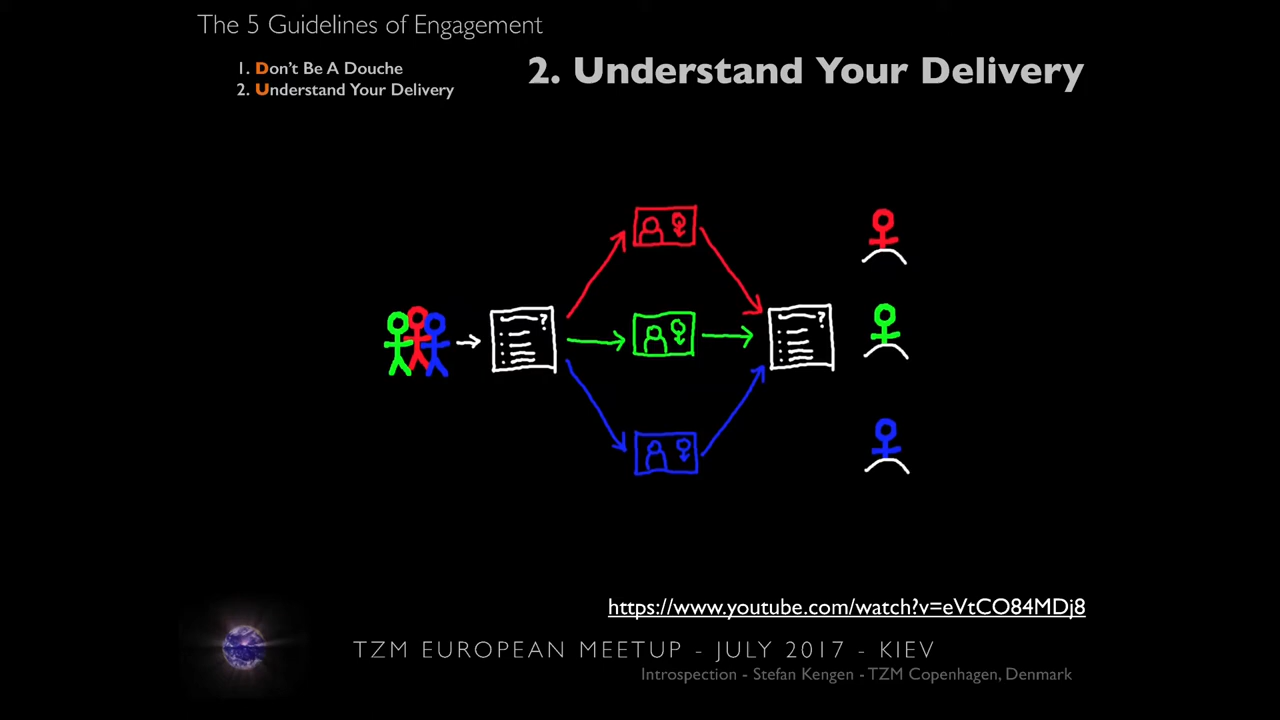 The 5 Guidelines of Engagement
1. Don't Be A Douche
2. Understand Your Delivery
2. Understand Your Delivery
?
?
https://www.youtube.com/watch?v=eVtCO84MDj8
TZM EUROPEAN MEETUP - JULY 2017 - KIEV
Introspection - Stefan Kengen - TZM Copenhagen, Denmark